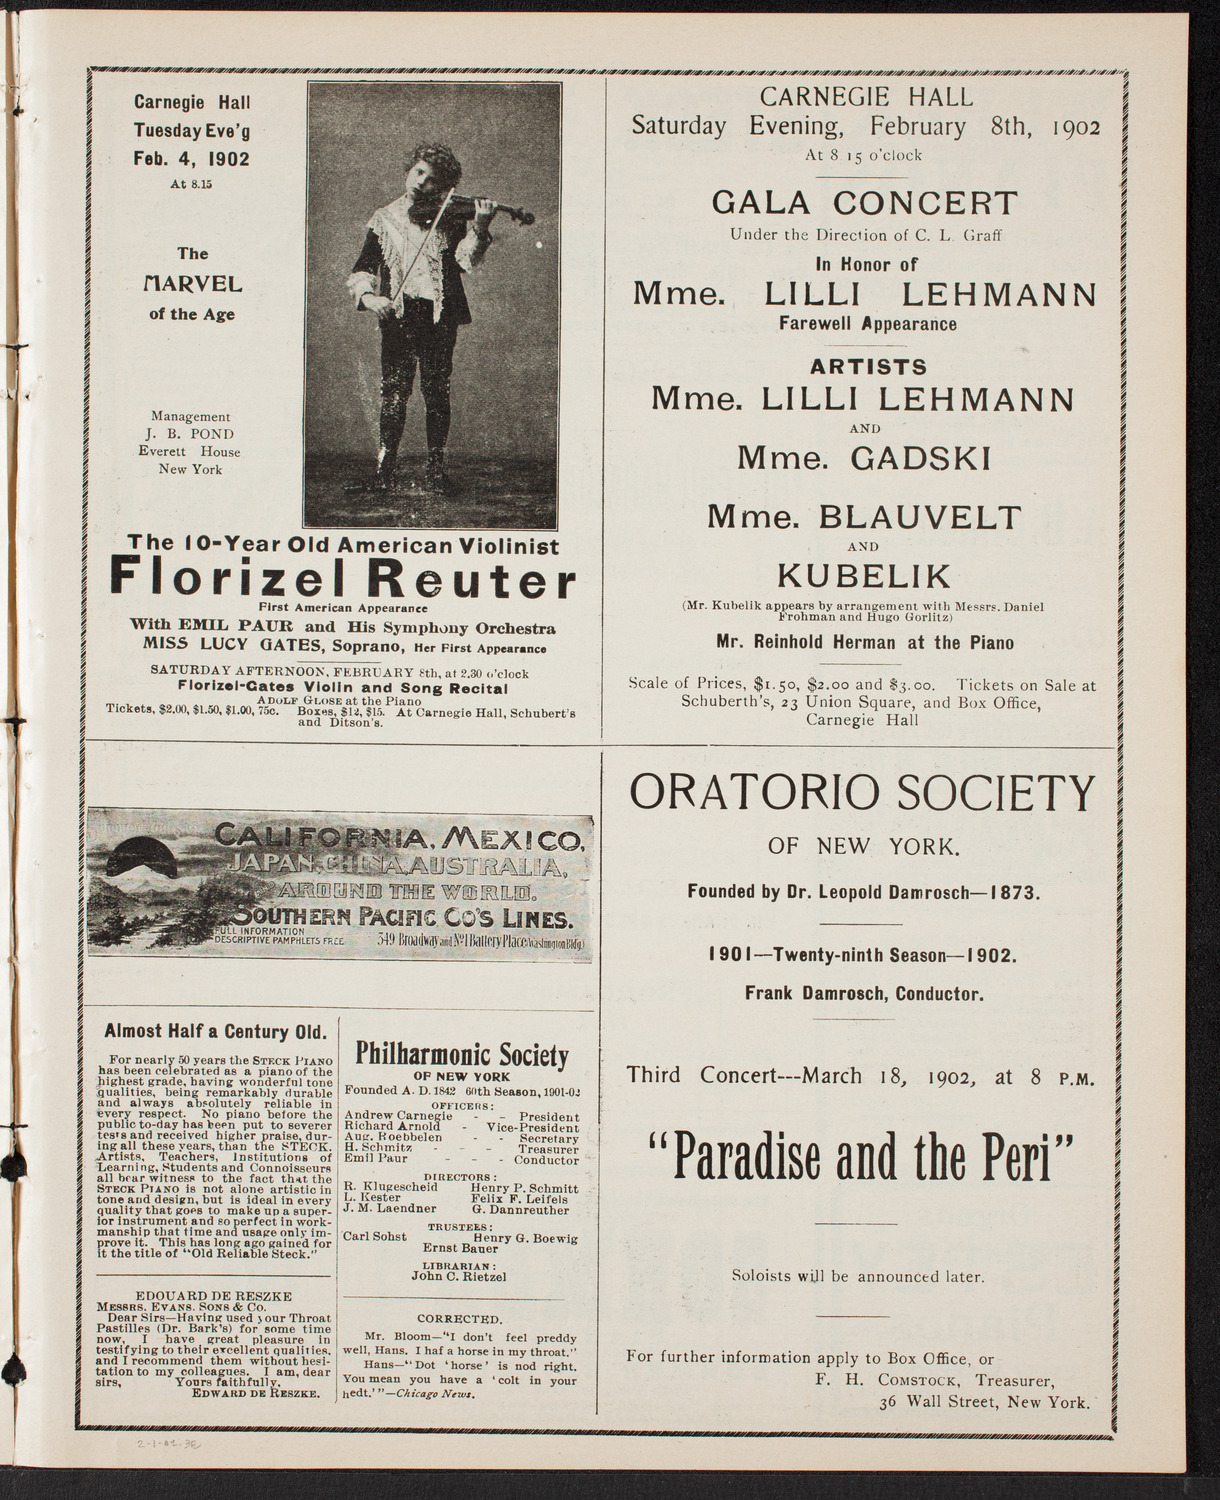 Carnegie Hall
Tuesday Eve'g
Feb. 4, 1902
At 8.15
The
MARVEL
of the Age
Management
J. B. POND
Everett House
New York
The 10-Year Old American Violinist
Florizel Reuter
First American Appearance
With EMIL PAUR and His Symphony Orchestra
MISS LUCY GATES, Soprano, Her First Appearance
SATURDAY AFTERNOON, FEBRUARY 8th, at 2.30 o'clock
Florizel-Gates Violin and Song Recital
ADOLF GLOSE at the Piano
Tickets, $2.00, $1.50, $1.00, 75c. Boxes, $12, $15. At Carnegie Hall, Schubert's
and Ditson's.
CARNEGIE HALL
Saturday Evening, February 8th, 1902
At 8 15 o'clock
GALA CONCERT
Under the Direction of C. L. Graff
In Honor of
Mme. LILLI LEHMANN
Farewell Appearance
ARTISTS
Mme. LILLI LEHMANN
AND
Mme. GADSKI
Mme. BLAUVELT
AND
KUBELIK
(Mr. Kubelik appears by arrangement with Messrs. Daniel
Frohman and Hugo Gorlitz)
Mr. Reinhold Herman at the Piano
Scale of Prices, $1.50, $2.00 and $3.00. Tickets on Sale at
Schuberth's, 23 Union Square, and Box Office,
Carnegie Hall
CALIFORNIA, MEXICO,
JAPAN, CHINA, AUSTRALIA,
AROUND THE WORLD.
SOUTHERN PACIFIC CO'S LINES.
FULL INFORMATION
DESCRIPTIVE PAMPHLETS FREE
349 Broadway and No 1 Battery Place (Washington Bldg)
Almost Half a Century Old.
For nearly 50 years the STECK PIANO
has been celebrated as a piano of the
highest grade, having wonderful tone
qualities, being remarkably durable
and always absolutely reliable in
every respect. No piano before the
public to-day has been put to severer
tests and received higher praise, dur-
ing all these years, than the STECK.
Artists, Teachers, Institutions of
Learning, Students and Connoisseurs
all bear witness to the fact that the
STECK PIANO is not alone artistic in
tone and design, but is ideal in every
quality that goes to make up a super-
ior instrument and so perfect in work-
manship that time and usage only im-
prove it. This has long ago gained for
it the title of "Old Reliable Steck."
EDOUARD DE RESZKE
MESSRS. EVANS. SONS & CO.
Dear Sirs—Having used your Throat
Pastilles (Dr. Bark's) for some time
now, I have great pleasure in
testifying to their excellent qualities,
and I recommend them without hesi-
tation to my colleagues. I am, dear
sirs, Yours faithfully,
EDWARD DE RESZKE.
Philharmonic Society
OF NEW YORK
Founded A. D. 1842 60th Season, 1901-02
OFFICERS:
Andrew Carnegie - - President
Richard Arnold - Vice-President
Aug. Roebbelen - - Secretary
H. Schmitz - - - Treasurer
Emil Paur - - - Conductor
DIRECTORS:
R. Klugescheid Henry P. Schmitt
L. Kester Felix F. Leifels
J. M. Laendner G. Dannreuther
TRUSTEES:
Carl Sohst Henry G. Boewig
Ernst Bauer
LIBRARIAN:
John C. Rietzel
CORRECTED.
Mr. Bloom—"I don't feel preddy
well, Hans. I haf a horse in my throat."
Hans—"Dot 'horse' is nod right.
You mean you have a 'colt in your
hedt.'"—Chicago News.
ORATORIO SOCIETY
OF NEW YORK.
Founded by Dr. Leopold Damrosch—1873.
1901—Twenty-ninth Season—1902.
Frank Damrosch, Conductor.
Third Concert---March 18, 1902, at 8 P.M.
"Paradise and the Peri"
Soloists will be announced later.
For further information apply to Box Office, or
F. H. COMSTOCK, Treasurer,
36 Wall Street, New York.